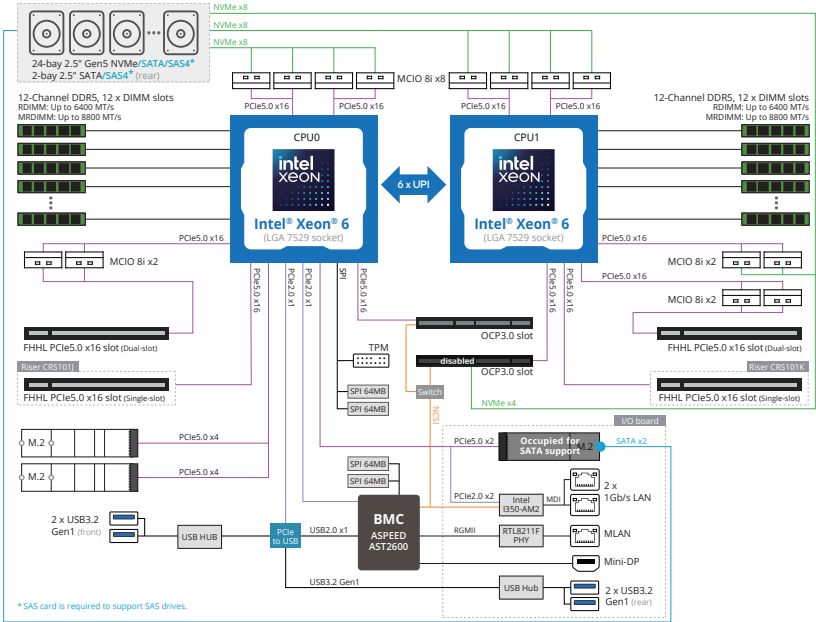 NVMe x8
NVMe x8
NVMe x8
24-bay 2.5" Gen5 NVMe/SATA/SAS4*
2-bay 2.5" SATA/SAS4* (rear)
MCIO 8i x8
PCIe5.0 x16
PCIe5.0 x16
PCIe5.0 x16
PCIe5.0 x16
12-Channel DDR5, 12 x DIMM slots
RDIMM: Up to 6400 MT/s
MRDIMM: Up to 8800 MT/s
12-Channel DDR5, 12 x DIMM slots
RDIMM: Up to 6400 MT/s
MRDIMM: Up to 8800 MT/s
CPU0
intel
XEON
Intel® Xeon® 6
(LGA 7529 socket)
6 x UPI
CPU1
intel
XEON
Intel® Xeon® 6
(LGA 7529 socket)
PCIe5.0 x16
MCIO 8i x2
PCIe5.0 x16
MCIO 8i x2
PCIe5.0 x16
MCIO 8i x2
PCIe5.0 x16
PCIe2.0 x1
PCIe2.0 x1
SPI
PCIe5.0 x16
PCIe5.0 x16
PCIe5.0 x16
FHHL PCIe5.0 x16 slot (Dual-slot)
Riser CRS101J
FHHL PCIe5.0 x16 slot (Single-slot)
OCP3.0 slot
disabled
OCP3.0 slot
TPM
SPI 64MB
SPI 64MB
Switch
NCSI
NVMe x4
FHHL PCIe5.0 x16 slot (Dual-slot)
Riser CRS101K
FHHL PCIe5.0 x16 slot (Single-slot)
I/O board
M.2
PCIe5.0 x4
M.2
PCIe5.0 x4
PCIe5.0 x2
Occupied for
SATA support
M.2
SATA x2
SPI 64MB
SPI 64MB
PCIe2.0 x2
Intel
I350-AM2
MDI
2 x
1Gb/s LAN
2 x USB3.2
Gen1 (front)
USB HUB
PCIe
to USB
USB2.0 x1
BMC
ASPEED
AST2600
RGMII
RTL8211F
PHY
MLAN
Mini-DP
USB3.2 Gen1
USB Hub
2 x USB3.2
Gen1 (rear)
* SAS card is required to support SAS drives.